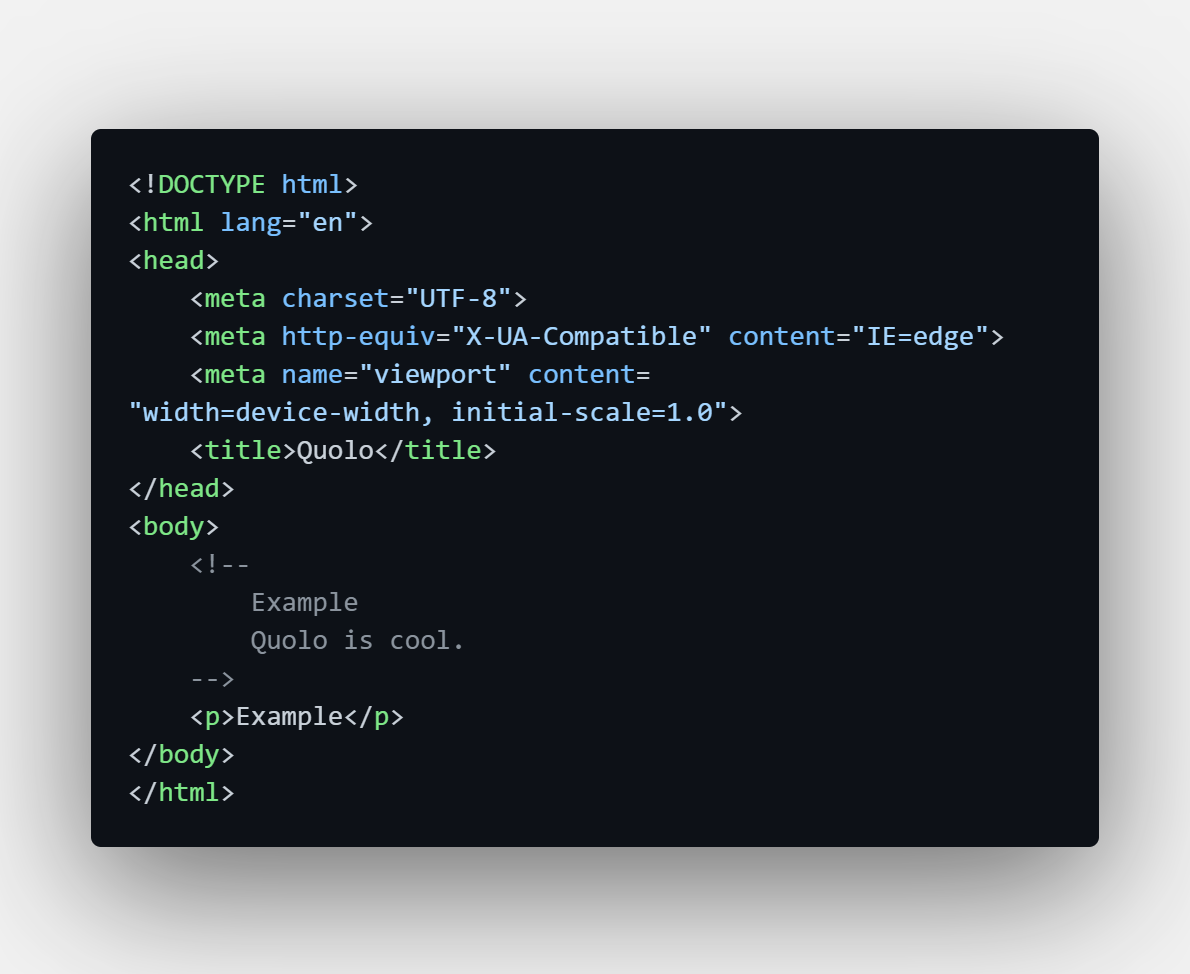 <!DOCTYPE html>
<html lang="en">
<head>
    <meta charset="UTF-8">
    <meta http-equiv="X-UA-Compatible" content="IE=edge">
    <meta name="viewport" content=
"width=device-width, initial-scale=1.0">
    <title>Quolo</title>
</head>
<body>
    <!--
        Example
        Quolo is cool.
    -->
    <p>Example</p>
</body>
</html>